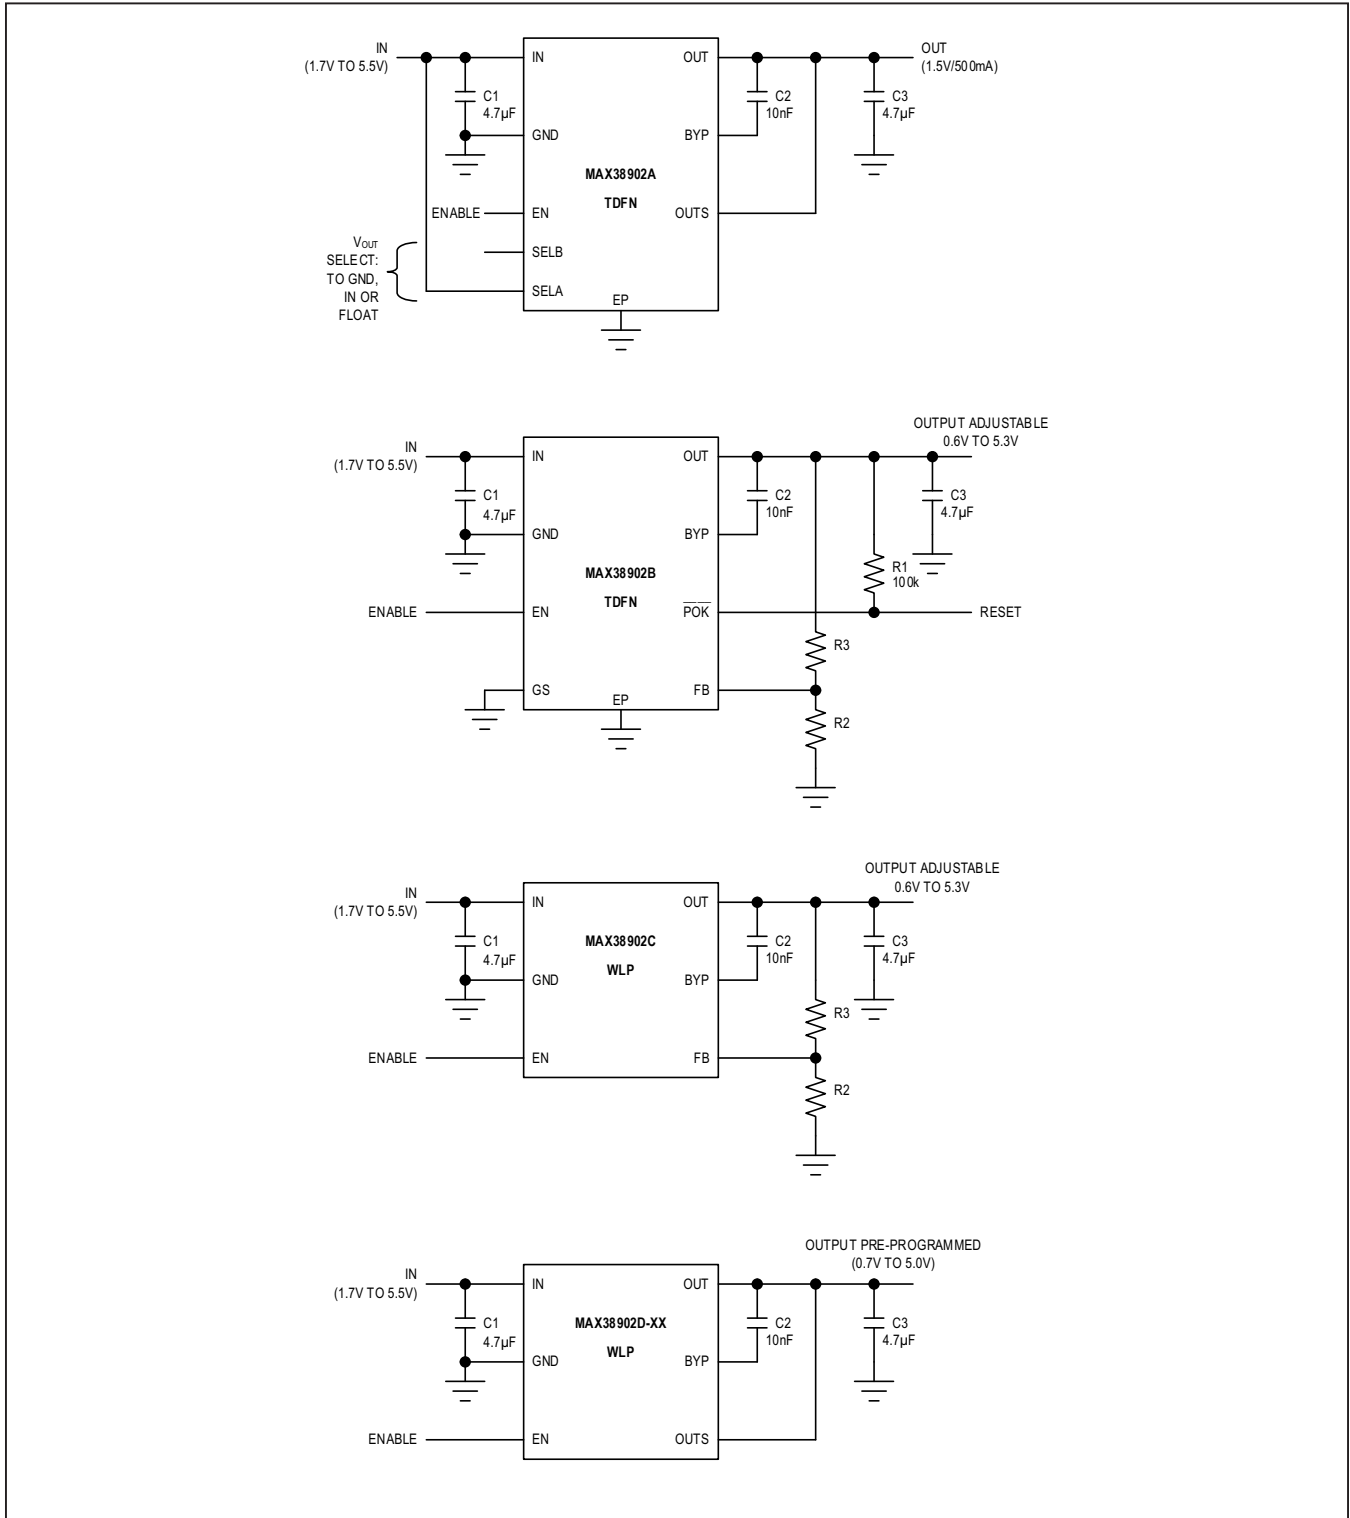 IN
(1.7V TO 5.5V)
IN
OUT
OUT
(1.5V/500mA)
C1
4.7µF
C2
10nF
C3
4.7µF
GND
BYP
MAX38902A
TDFN
ENABLE
EN
OUTS
VOUT
SELECT:
TO GND,
IN OR
FLOAT
SELB
SELA
EP
OUTPUT ADJUSTABLE
0.6V TO 5.3V
IN
(1.7V TO 5.5V)
IN
OUT
C1
4.7µF
C2
10nF
C3
4.7µF
GND
BYP
MAX38902B
TDFN
R1
100k
ENABLE
EN
POK
RESET
R3
GS
FB
EP
R2
OUTPUT ADJUSTABLE
0.6V TO 5.3V
IN
(1.7V TO 5.5V)
IN
OUT
C1
4.7µF
MAX38902C
WLP
C2
10nF
C3
4.7µF
GND
BYP
R3
ENABLE
EN
FB
R2
OUTPUT PRE-PROGRAMMED
(0.7V TO 5.0V)
IN
(1.7V TO 5.5V)
IN
OUT
C1
4.7µF
MAX38902D-XX
WLP
C2
10nF
C3
4.7µF
GND
BYP
ENABLE
EN
OUTS